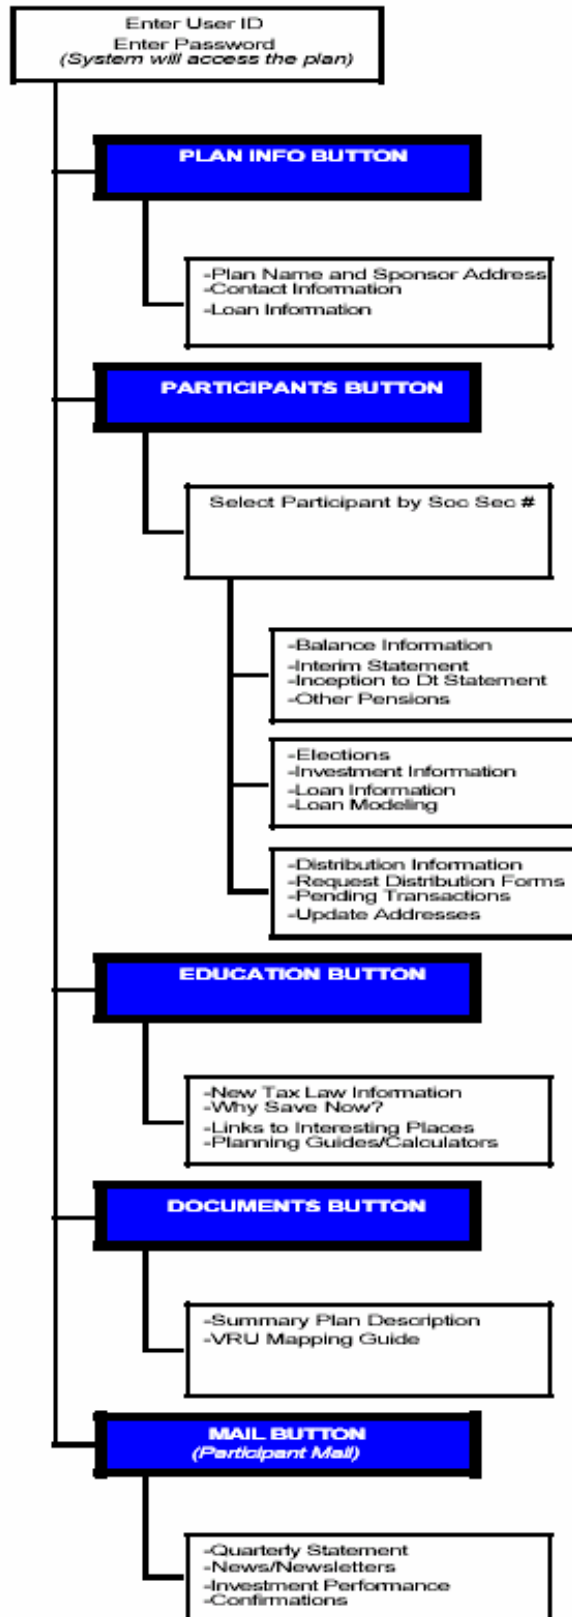 Enter User ID
Enter Password
(System will access the plan)
PLAN INFO BUTTON
-Plan Name and Sponsor Address
-Contact Information
-Loan Information
PARTICIPANTS BUTTON
Select Participant by Soc Sec #
-Balance Information
-Interim Statement
-Inception to Dt Statement
-Other Pensions
-Elections
-Investment Information
-Loan Information
-Loan Modeling
-Distribution Information
-Request Distribution Forms
-Pending Transactions
-Update Addresses
EDUCATION BUTTON
-New Tax Law Information
-Why Save Now?
-Links to Interesting Places
-Planning Guides/Calculators
DOCUMENTS BUTTON
-Summary Plan Description
-VRU Mapping Guide
MAIL BUTTON
(Participant Mail)
-Quarterly Statement
-News/Newsletters
-Investment Performance
-Confirmations